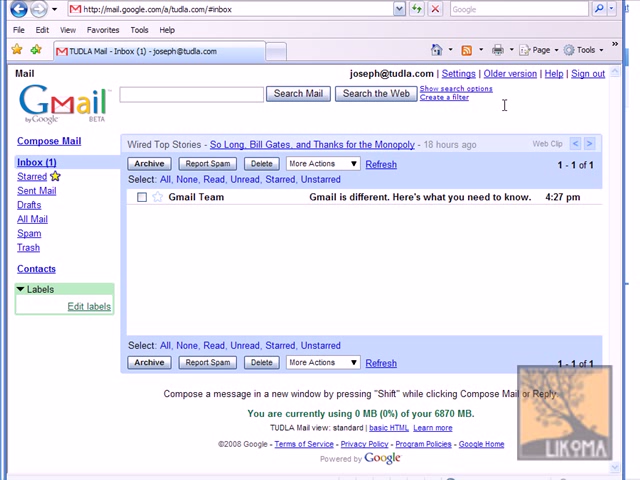 http://mail.google.com/a/tudla.com/#inbox
Google
File Edit View Favorites Tools
TUDLA Mail - Inbox (1) - joseph@tudla.com
Page Tools »
Mail
joseph@tudla.com | Settings | Older version | Help | Sign out
Gmail
by Google BETA
Search Mail Search the Web Show search options
Create a filter
Compose Mail
Inbox (1)
Starred
Sent Mail
Drafts
All Mail
Spam
Trash
Contacts
Labels
Edit labels
Wired Top Stories - So Long, Bill Gates, and Thanks for the Monopoly - 18 hours ago Web Clip < >
Archive Report Spam Delete More Actions Refresh 1 - 1 of 1
Select: All, None, Read, Unread, Starred, Unstarred
Gmail Team Gmail is different. Here's what you need to know. 4:27 pm
Select: All, None, Read, Unread, Starred, Unstarred
Archive Report Spam Delete More Actions Refresh 1 - 1 of 1
Compose a message in a new window by pressing "Shift" while clicking Compose Mail or Reply.
You are currently using 0 MB (0%) of your 6870 MB.
TUDLA Mail view: standard | basic HTML Learn more
©2008 Google - Terms of Service - Privacy Policy - Program Policies - Google Home
Powered by Google
LIKOMA